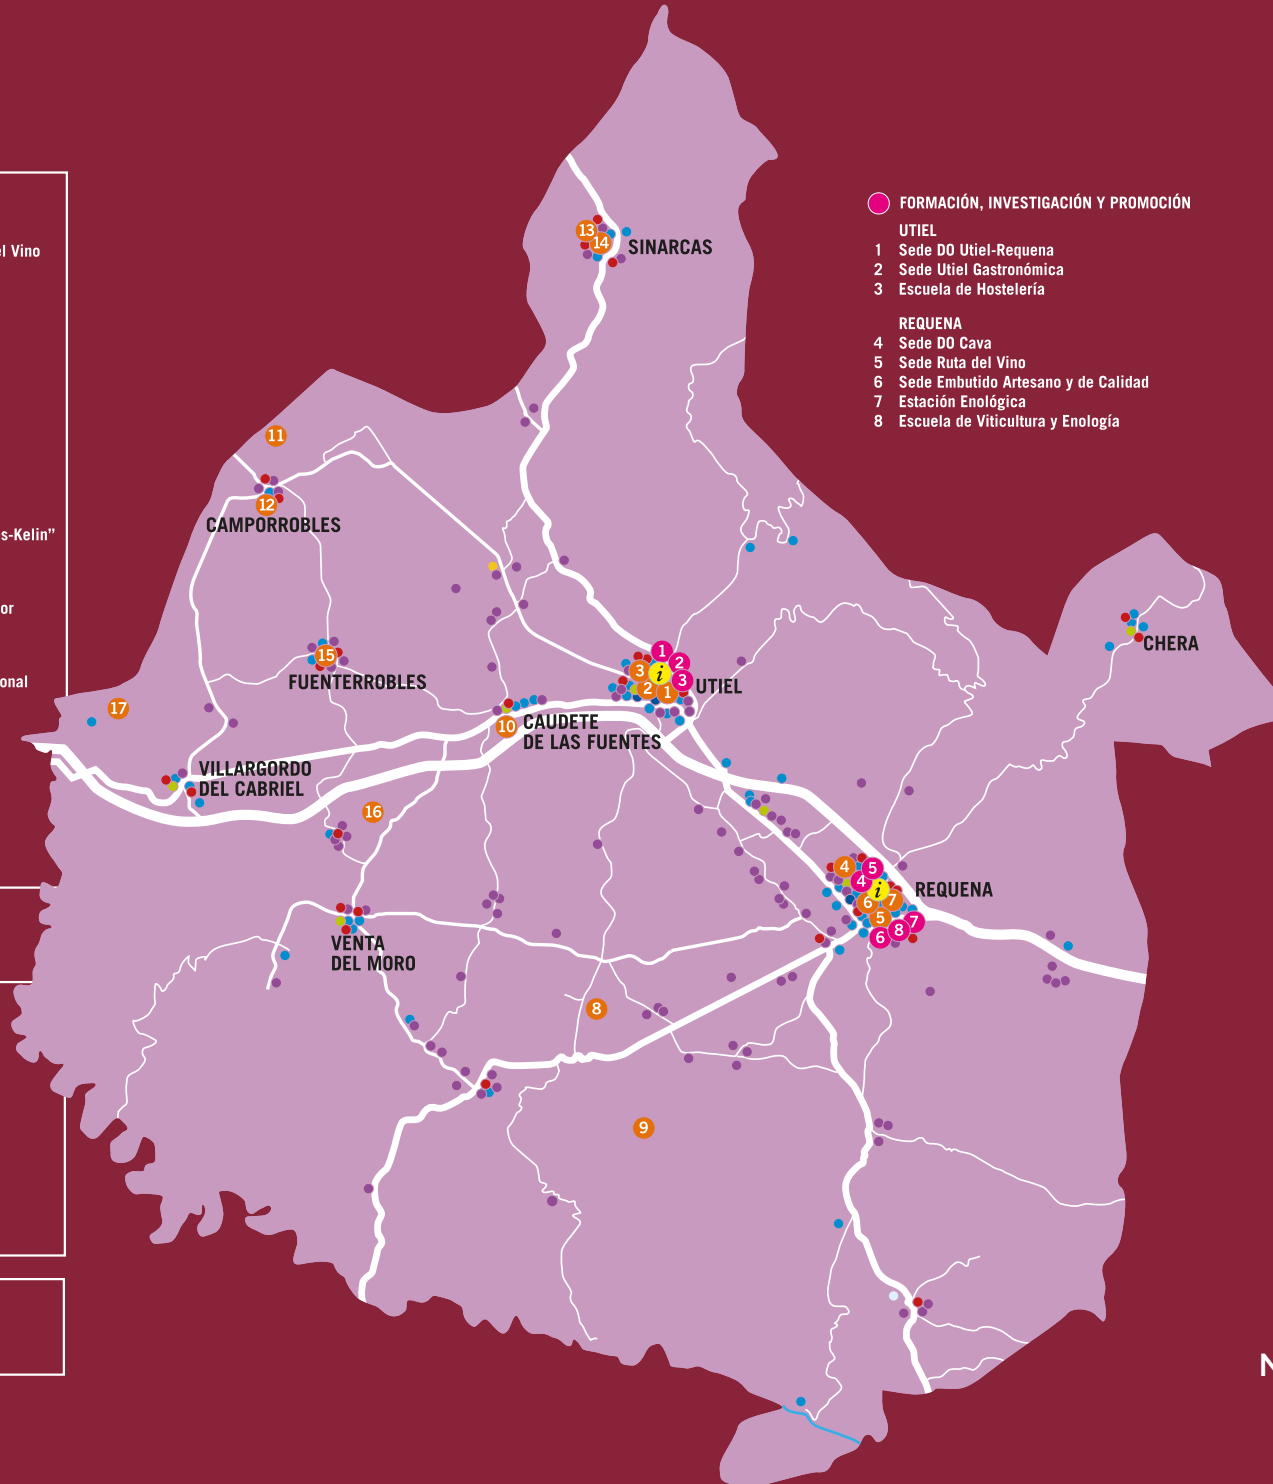 el Vino
s-Kelin”
or
onal
FORMACIÓN, INVESTIGACIÓN Y PROMOCIÓN
UTIEL
1 Sede DO Utiel-Requena
2 Sede Utiel Gastronómica
3 Escuela de Hostelería
REQUENA
4 Sede DO Cava
5 Sede Ruta del Vino
6 Sede Embutido Artesano y de Calidad
7 Estación Enológica
8 Escuela de Viticultura y Enología
13
14
SINARCAS
11
12
CAMPORROBLES
15
FUENTERROBLES
1
2
3
i
3
2
1
UTIEL
CHERA
17
10
CAUDETE
DE LAS FUENTES
VILLARGORDO
DEL CABRIEL
16
4
5
4
i
6
7
5
7
8
6
REQUENA
VENTA
DEL MORO
8
9
N